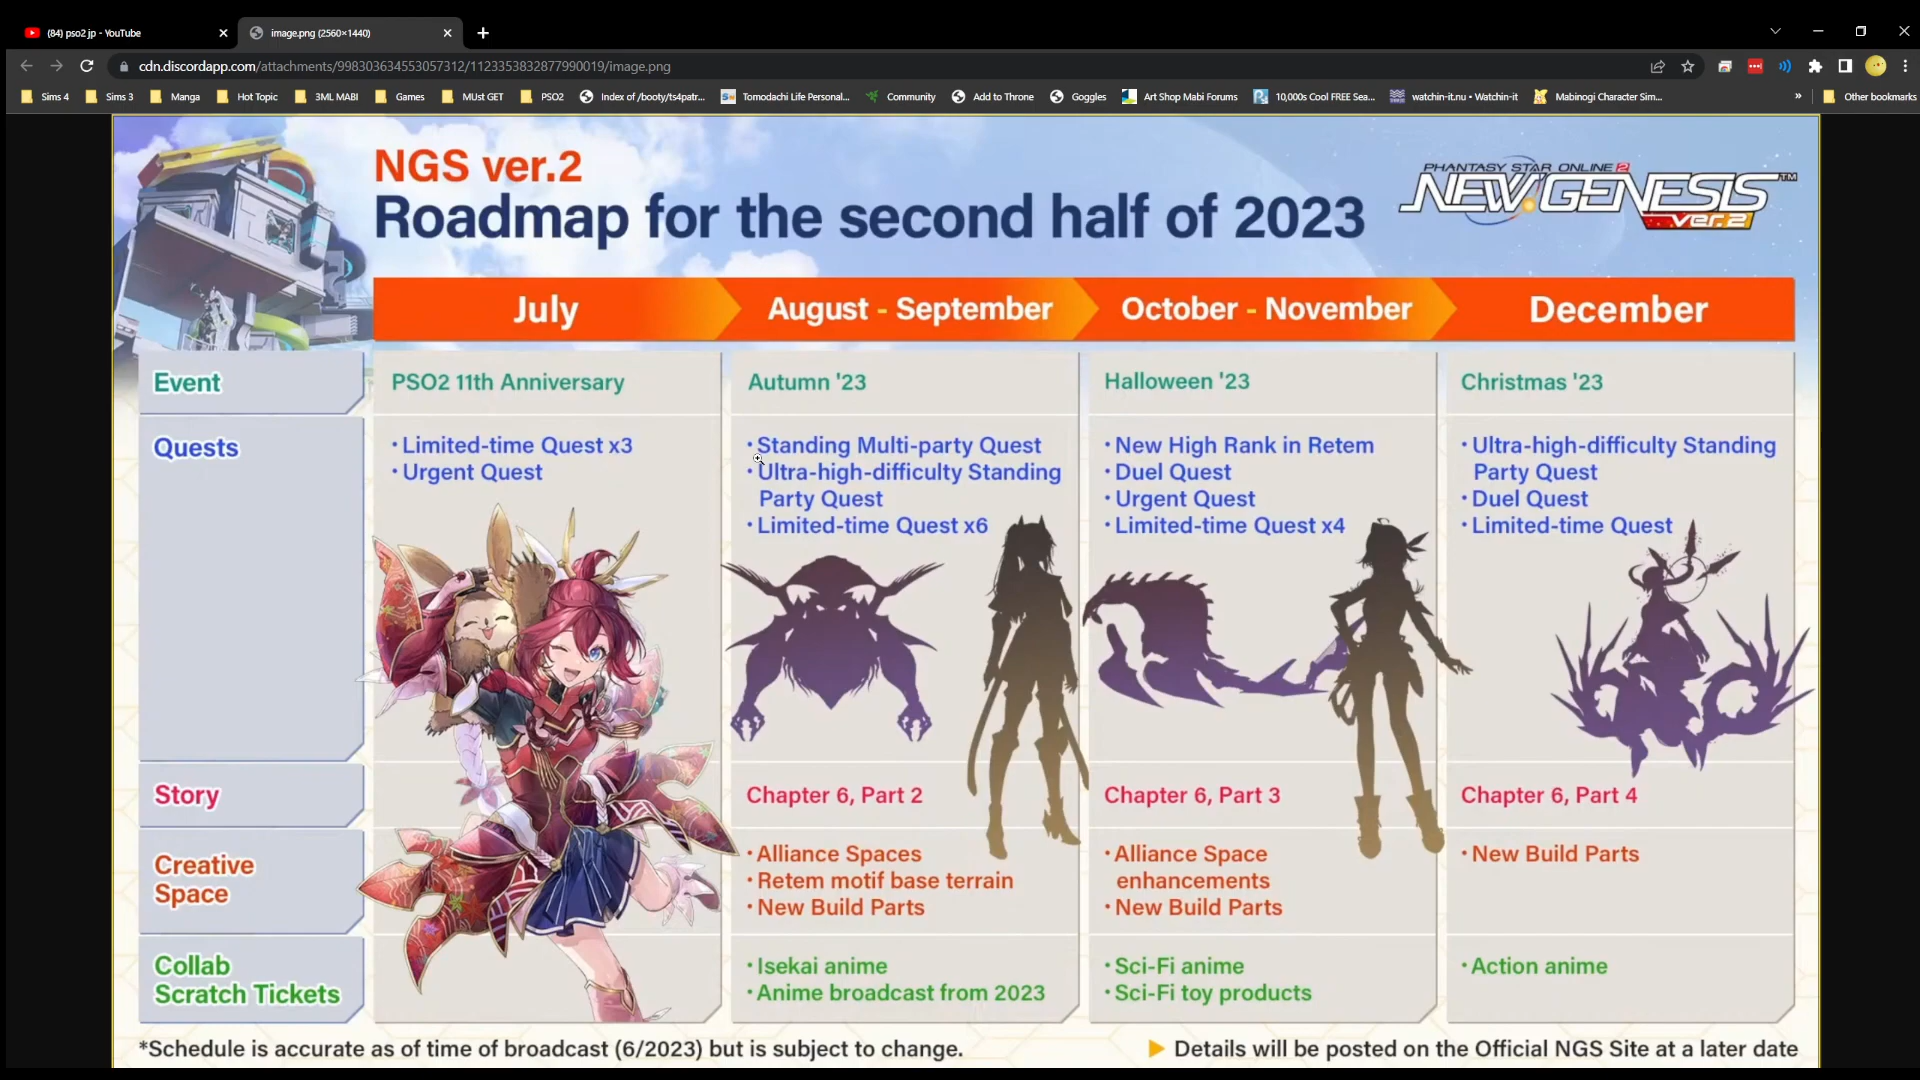 (84) pso2 jp - YouTube
image.png (2560×1440)
cdn.discordapp.com/attachments/998303634553057312/1123353832877990019/image.png
Sims 4
Sims 3
Manga
Hot Topic
3ML MABI
Games
MUst GET
PSO2
Index of /booty/ts4patr...
Tomodachi Life Personal...
Community
Add to Throne
Goggles
Art Shop Mabi Forums
10,000s Cool FREE Sea...
watchin-it.nu • Watchin-it
Mabinogi Character Sim...
»
Other bookmarks
NGS ver.2
Roadmap for the second half of 2023
PHANTASY STAR ONLINE 2
NEW GENESIS™
ver.2
July
August - September
October - November
December
Event
PSO2 11th Anniversary
Autumn '23
Halloween '23
Christmas '23
Quests
・Limited-time Quest x3
・Urgent Quest
・Standing Multi-party Quest
・Ultra-high-difficulty Standing
Party Quest
・Limited-time Quest x6
・New High Rank in Retem
・Duel Quest
・Urgent Quest
・Limited-time Quest x4
・Ultra-high-difficulty Standing
Party Quest
・Duel Quest
・Limited-time Quest
Story
Chapter 6, Part 2
Chapter 6, Part 3
Chapter 6, Part 4
Creative
Space
・Alliance Spaces
・Retem motif base terrain
・New Build Parts
・Alliance Space
enhancements
・New Build Parts
・New Build Parts
Collab
Scratch Tickets
・Isekai anime
・Anime broadcast from 2023
・Sci-Fi anime
・Sci-Fi toy products
・Action anime
*Schedule is accurate as of time of broadcast (6/2023) but is subject to change.
▶ Details will be posted on the Official NGS Site at a later date